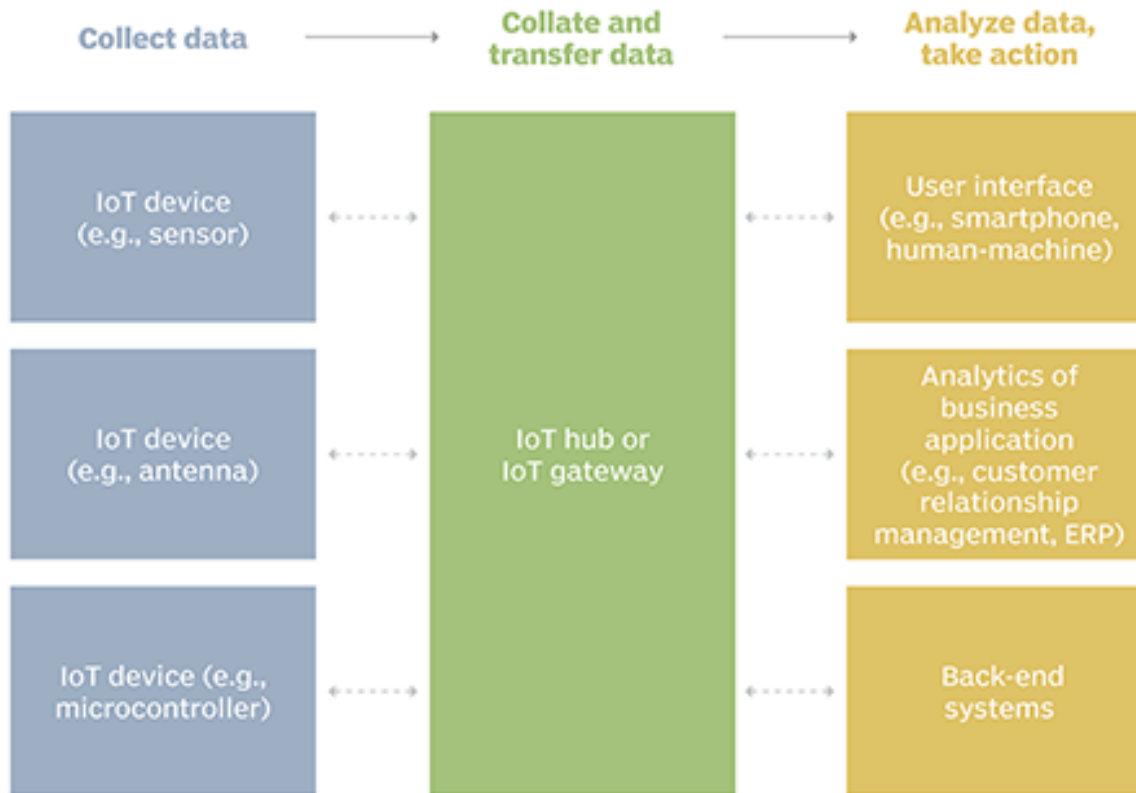 Collect data
Collate and
transfer data
Analyze data,
take action
IoT device
(e.g., sensor)
IoT device
(e.g., antenna)
IoT device (e.g.,
microcontroller)
IoT hub or
IoT gateway
User interface
(e.g., smartphone,
human-machine)
Analytics of
business
application
(e.g., customer
relationship
management, ERP)
Back-end
systems